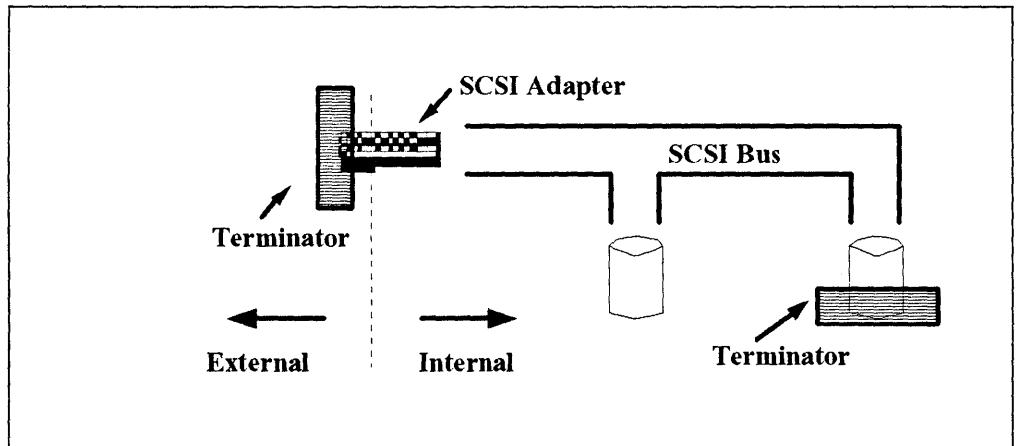 SCSI Adapter
SCSI Bus
Terminator
External
Internal
Terminator